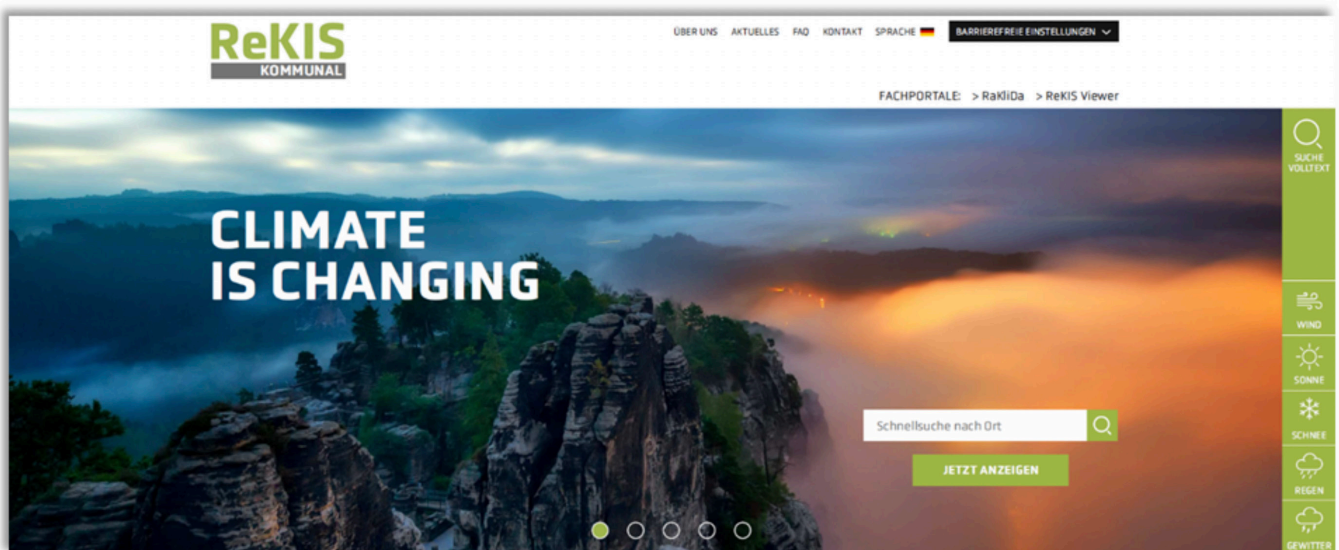 ReKIS
KOMMUNAL
ÜBER UNS AKTUELLES FAQ KONTAKT SPRACHE BARRIEREFREIE EINSTELLUNGEN
FACHPORTALE: > RaKliDa > ReKIS Viewer
SUCHE
VOLLTEXT
CLIMATE
IS CHANGING
WIND
SONNE
Schnellsuche nach Ort
SCHNEE
JETZT ANZEIGEN
REGEN
GEWITTER